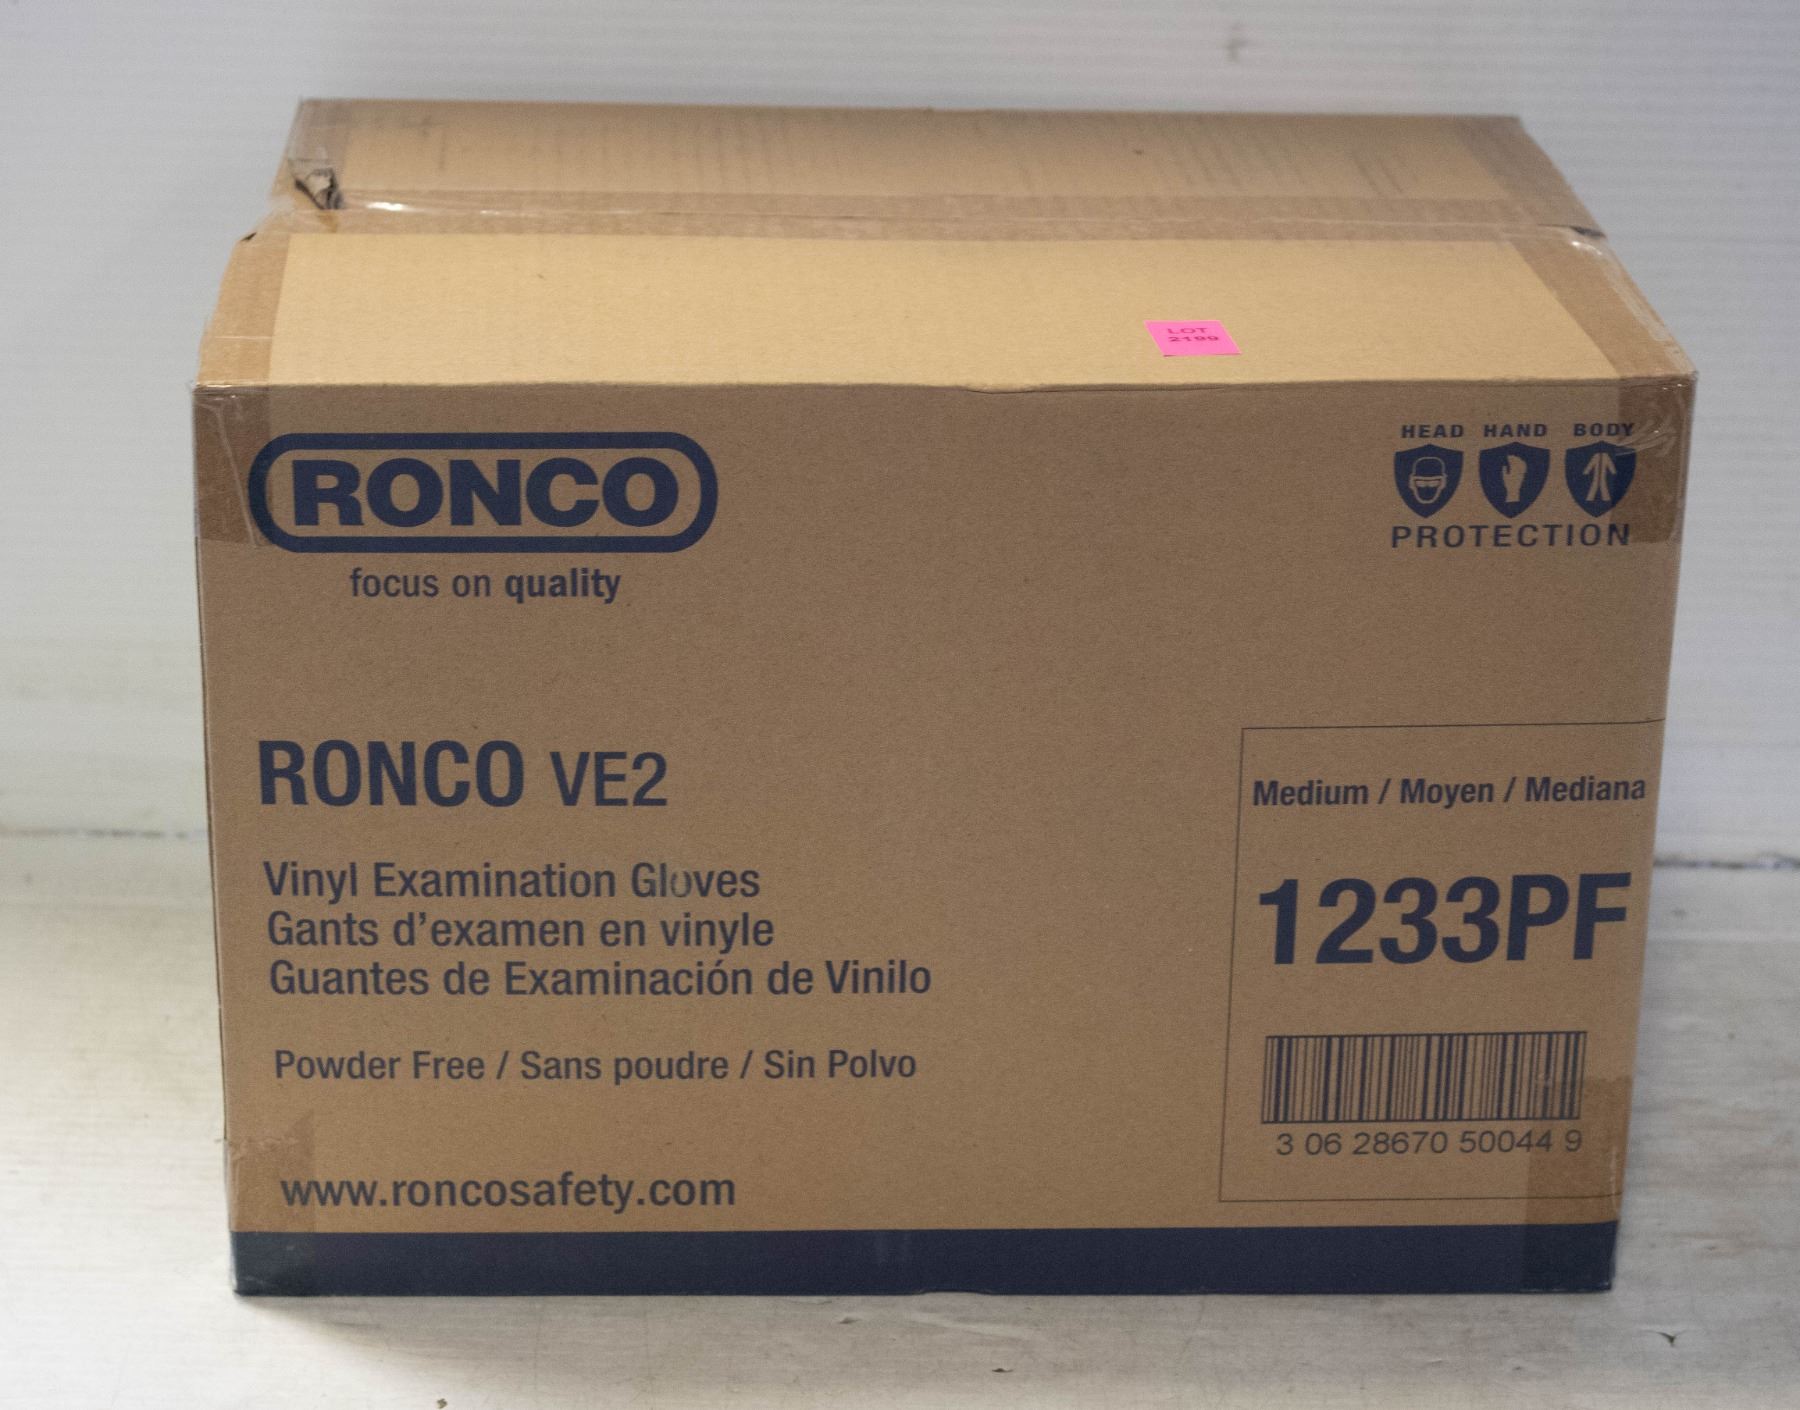 LOT
2199
RONCO
focus on quality
HEAD HAND BODY
PROTECTION
RONCO VE2
Vinyl Examination Gloves
Gants d'examen en vinyle
Guantes de Examinación de Vinilo
Powder Free / Sans poudre / Sin Polvo
www.roncosafety.com
Medium / Moyen / Mediana
1233PF
3 06 28670 50044 9